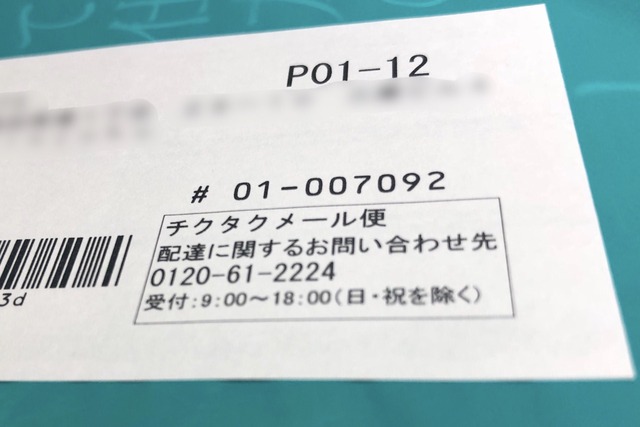 P01-12
# 01-007092
チクタクメール便
配達に関するお問い合わせ先
0120-61-2224
受付:9:00～18:00(日・祝を除く)
3d